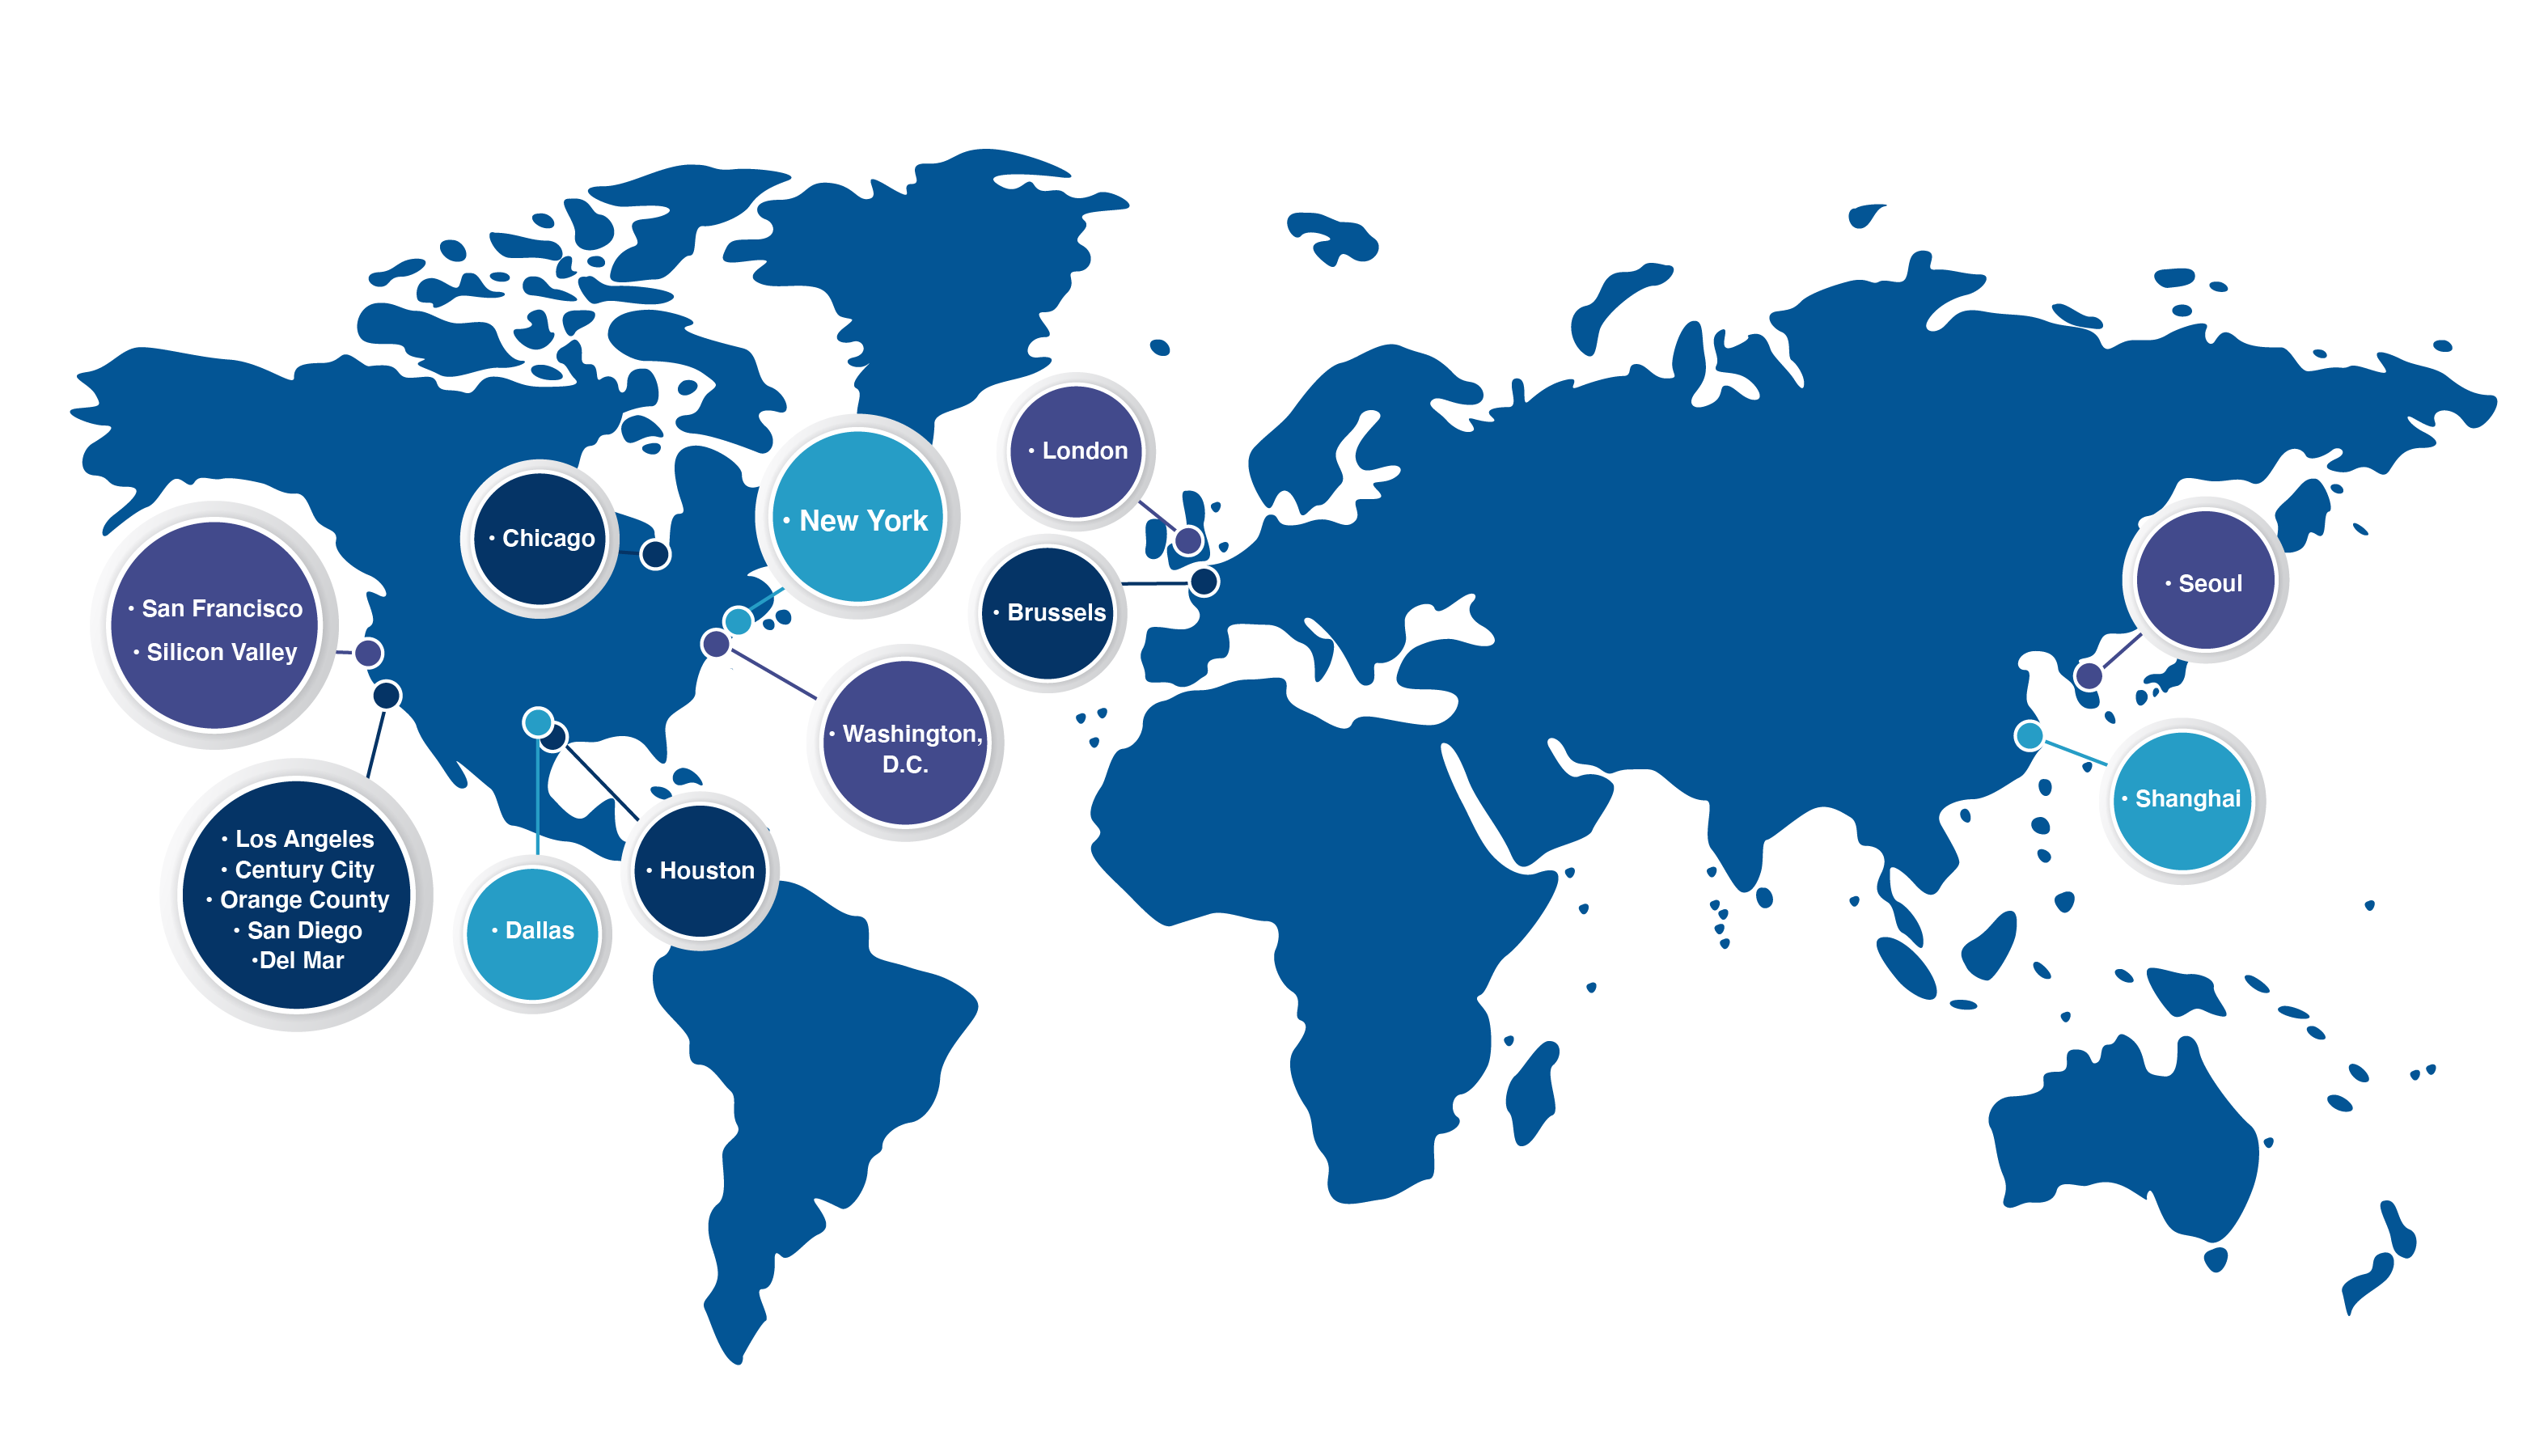 • London
• New York
• Chicago
• Seoul
• San Francisco
• Silicon Valley
• Brussels
• Washington,
D.C.
• Shanghai
• Los Angeles
• Century City
• Orange County
• San Diego
•Del Mar
• Houston
• Dallas